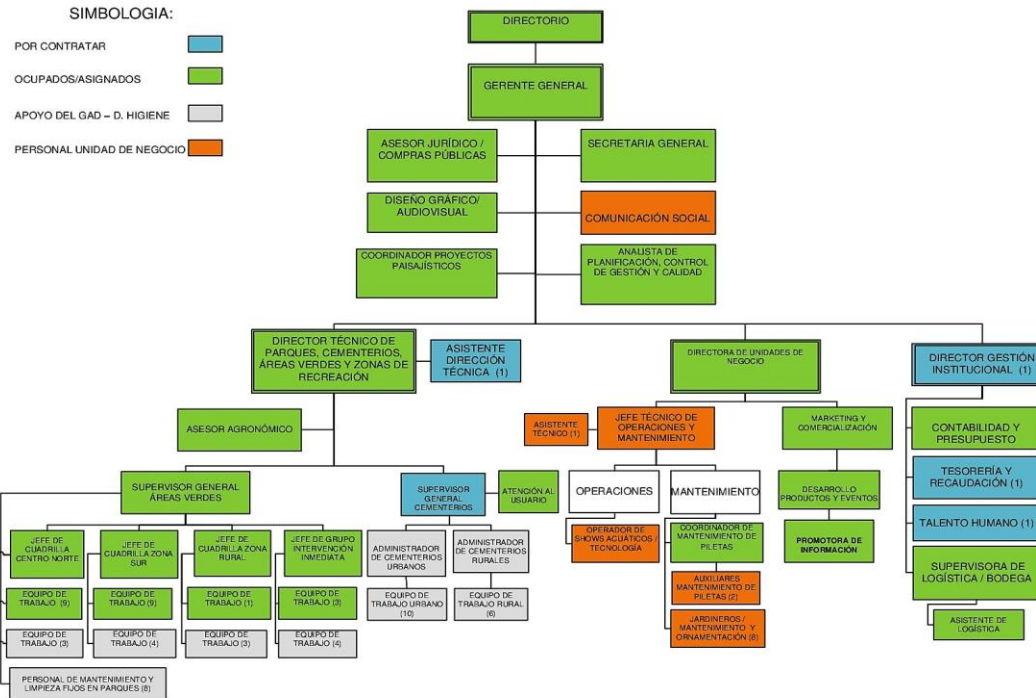 SIMBOLOGIA:
POR CONTRATAR
OCUPADOS/ASIGNADOS
APOYO DEL GAD – D. HIGIENE
PERSONAL UNIDAD DE NEGOCIO
DIRECTORIO
GERENTE GENERAL
ASESOR JURÍDICO /
COMPRAS PÚBLICAS
SECRETARIA GENERAL
DISEÑO GRÁFICO/
AUDIOVISUAL
COMUNICACIÓN SOCIAL
COORDINADOR PROYECTOS
PAISAJÍSTICOS
ANALISTA DE
PLANIFICACIÓN, CONTROL
DE GESTIÓN Y CALIDAD
DIRECTOR TÉCNICO DE
PARQUES, CEMENTERIOS,
ÁREAS VERDES Y ZONAS DE
RECREACIÓN
ASISTENTE
DIRECCIÓN
TÉCNICA (1)
DIRECTORA DE UNIDADES DE
NEGOCIO
DIRECTOR GESTIÓN
INSTITUCIONAL (1)
ASESOR AGRONÓMICO
ASISTENTE
TÉCNICO (1)
JEFE TÉCNICO DE
OPERACIONES Y
MANTENIMIENTO
MARKETING Y
COMERCIALIZACIÓN
CONTABILIDAD Y
PRESUPUESTO
SUPERVISOR GENERAL
ÁREAS VERDES
SUPERVISOR
GENERAL
CEMENTERIOS
ATENCIÓN AL
USUARIO
OPERACIONES
MANTENIMIENTO
DESARROLLO
PRODUCTOS Y EVENTOS
TESORERÍA Y
RECAUDACIÓN (1)
JEFE DE
CUADRILLA
CENTRO NORTE
JEFE DE
CUADRILLA ZONA
SUR
JEFE DE
CUADRILLA ZONA
RURAL
JEFE DE GRUPO
INTERVENCIÓN
INMEDIATA
ADMINISTRADOR
DE CEMENTERIOS
URBANOS
ADMINISTRADOR
DE CEMENTERIOS
RURALES
OPERADOR DE
SHOWS ACUÁTICOS /
TECNOLOGÍA
COORDINADOR DE
MANTENIMIENTO DE
PILETAS
PROMOTORA DE
INFORMACIÓN
TALENTO HUMANO (1)
EQUIPO DE
TRABAJO (9)
EQUIPO DE
TRABAJO (9)
EQUIPO DE
TRABAJO (1)
EQUIPO DE
TRABAJO (3)
EQUIPO DE
TRABAJO URBANO
(10)
EQUIPO DE
TRABAJO RURAL
(6)
AUXILIARES
MANTENIMIENTO DE
PILETAS (2)
SUPERVISORA DE
LOGÍSTICA / BODEGA
EQUIPO DE
TRABAJO (3)
EQUIPO DE
TRABAJO (4)
EQUIPO DE
TRABAJO (3)
EQUIPO DE
TRABAJO (4)
JARDINEROS /
MANTENIMIENTO Y
ORNAMENTACIÓN (8)
ASISTENTE DE
LOGÍSTICA
PERSONAL DE MANTENIMIENTO Y
LIMPIEZA FIJOS EN PARQUES (8)